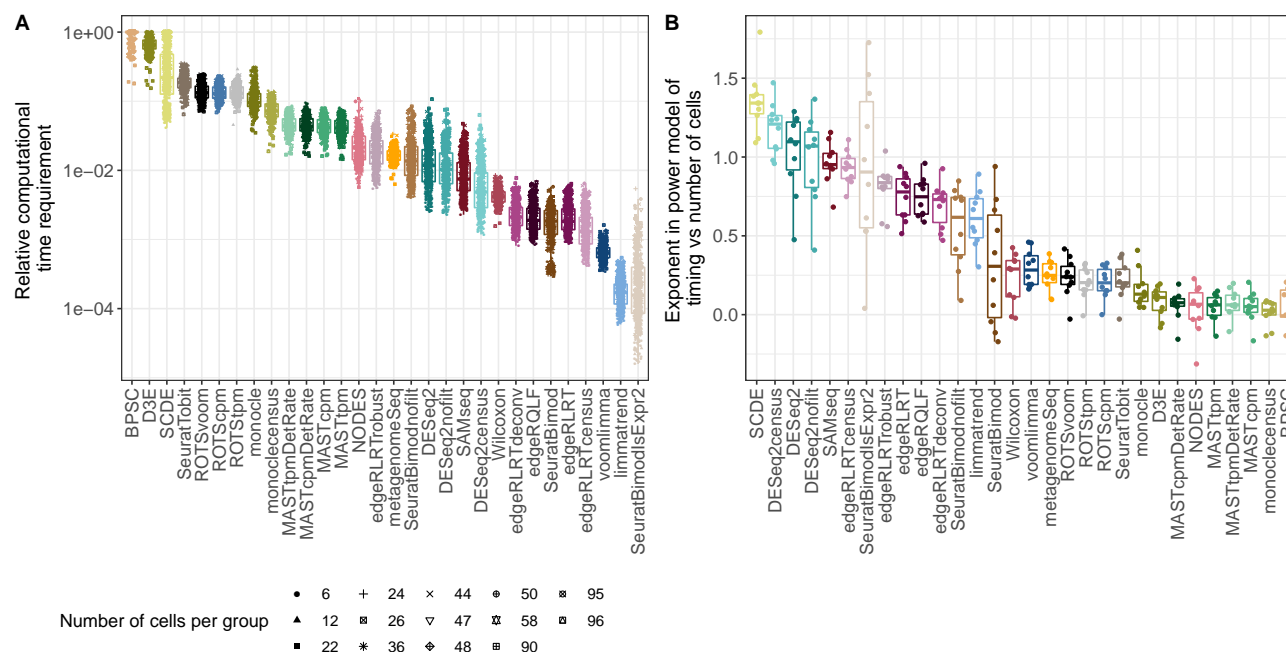 A
Relative computational
time requirement
1e+00
1e−02
1e−04
BPSC
D3E
SCDE
SeuratTobit
ROTSvoom
ROTScpm
ROTStpm
monocle
monoclecensus
MASTtpmDetRate
MASTcpmDetRate
MASTcpm
MASTtpm
NODES
edgeRLRTrobust
metagenomeSeq
SeuratBimodnofilt
DESeq2
DESeq2nofilt
SAMseq
DESeq2census
Wilcoxon
edgeRLRTdeconv
edgeRQLF
SeuratBimod
edgeRLRT
edgeRLRTcensus
voomlimma
limmatrend
SeuratBimodIsExpr2
B
Exponent in power model of
timing vs number of cells
1.5
1.0
0.5
0.0
SCDE
DESeq2census
DESeq2
DESeq2nofilt
SAMseq
edgeRLRTcensus
SeuratBimodIsExpr2
edgeRLRTrobust
edgeRLRT
edgeRQLF
edgeRLRTdeconv
SeuratBimodnofilt
limmatrend
SeuratBimod
Wilcoxon
voomlimma
metagenomeSeq
ROTSvoom
ROTStpm
ROTScpm
SeuratTobit
monocle
D3E
MASTcpmDetRate
NODES
MASTtpm
MASTtpmDetRate
MASTcpm
monoclecensus
BPSC
Number of cells per group
6 24 44 50 95
12 26 47 58 96
22 36 48 90